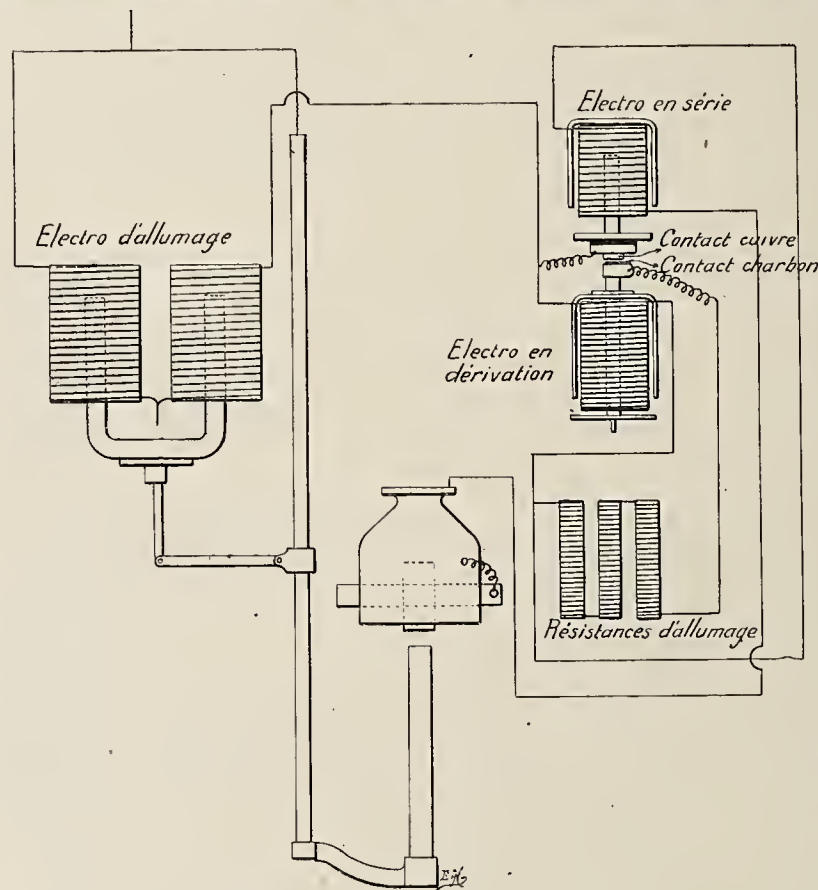 Electro en série
Electro d'allumage
Contact cuivre
Contact charbon
Electro en
dérivation
Résistances d'allumage